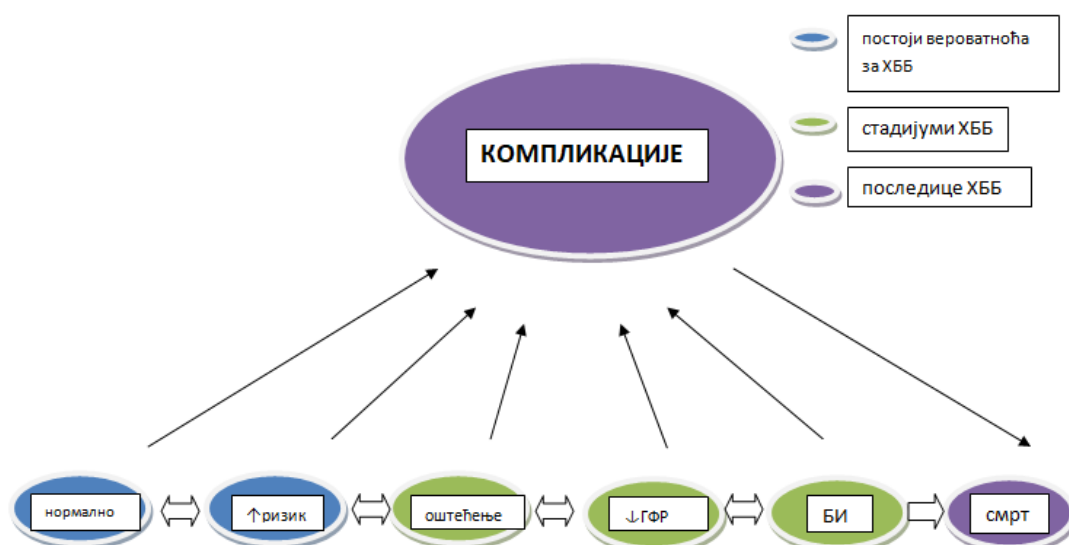 постоји вероватноћа
за ХББ
стадијуми ХББ
КОМПЛИКАЦИЈЕ
последице ХББ
нормално
↑ризик
оштећење
↓ГФР
БИ
смрт